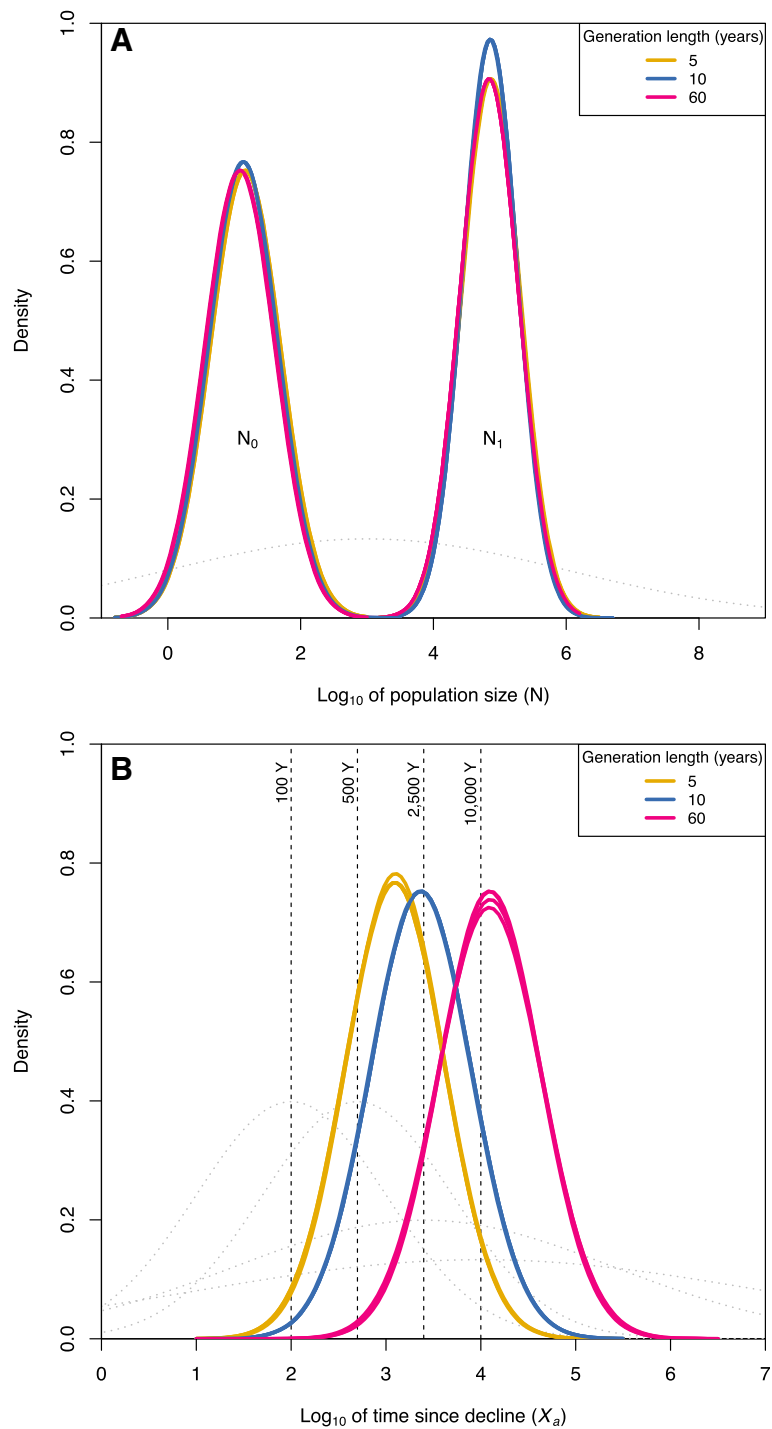 A
Generation length (years)
5
10
60
1.0
0.8
0.6
0.4
0.2
0.0
Density
N₀
N₁
0 2 4 6 8
Log₁₀ of population size (N)
B
Generation length (years)
5
10
60
100 Y
500 Y
2,500 Y
10,000 Y
1.0
0.8
0.6
0.4
0.2
0.0
Density
0 1 2 3 4 5 6 7
Log₁₀ of time since decline (Xₐ)